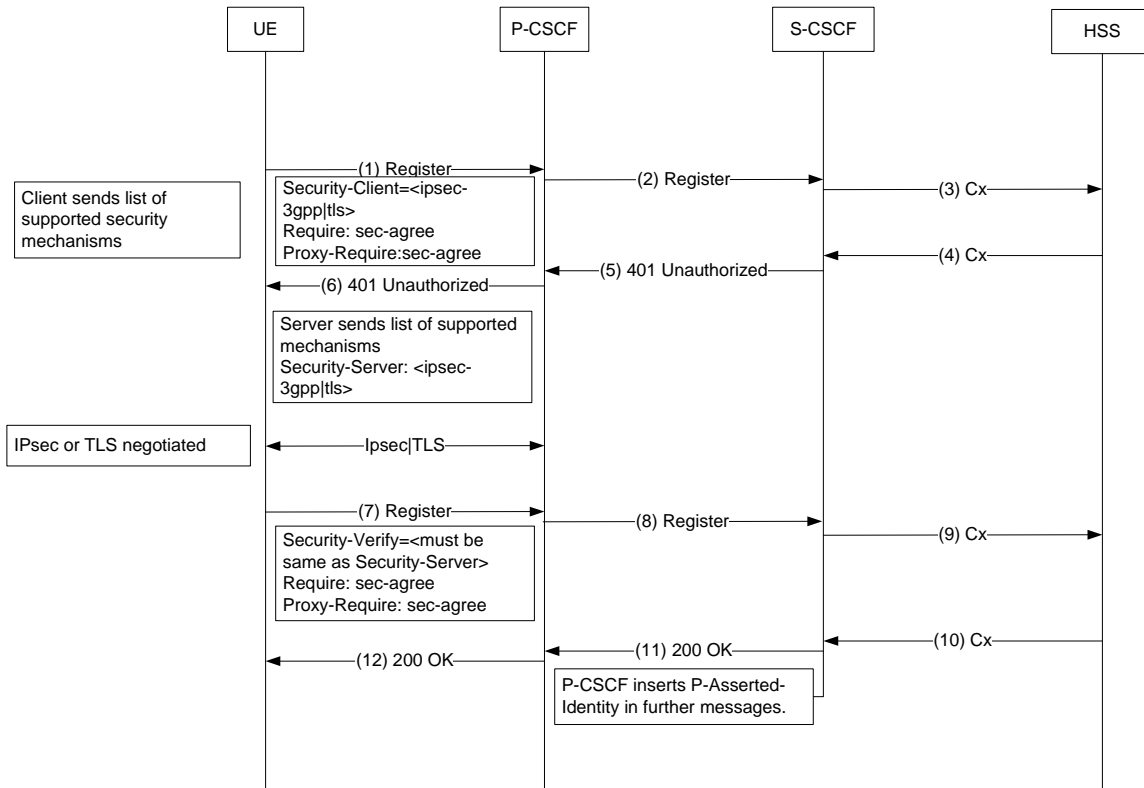 UE
P-CSCF
S-CSCF
HSS
(1) Register
(2) Register
(3) Cx
Client sends list of
supported security
mechanisms
Security-Client=<ipsec-
3gpp|tls>
Require: sec-agree
Proxy-Require:sec-agree
(4) Cx
(5) 401 Unauthorized
(6) 401 Unauthorized
Server sends list of supported
mechanisms
Security-Server: <ipsec-
3gpp|tls>
IPsec or TLS negotiated
Ipsec|TLS
(7) Register
(8) Register
(9) Cx
Security-Verify=<must be
same as Security-Server>
Require: sec-agree
Proxy-Require: sec-agree
(10) Cx
(11) 200 OK
(12) 200 OK
P-CSCF inserts P-Asserted-
Identity in further messages.